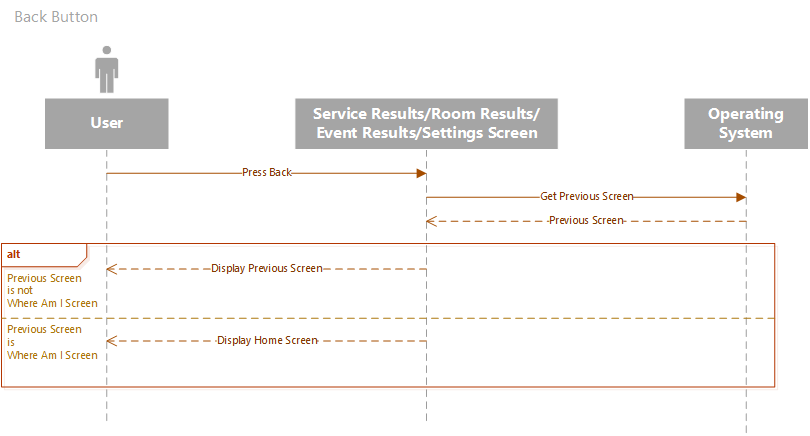 Back Button
User
Service Results/Room Results/
Event Results/Settings Screen
Operating
System
Press Back
Get Previous Screen
Previous Screen
alt
Display Previous Screen
Previous Screen
is not
Where Am I Screen
Previous Screen
is
Where Am I Screen
Display Home Screen